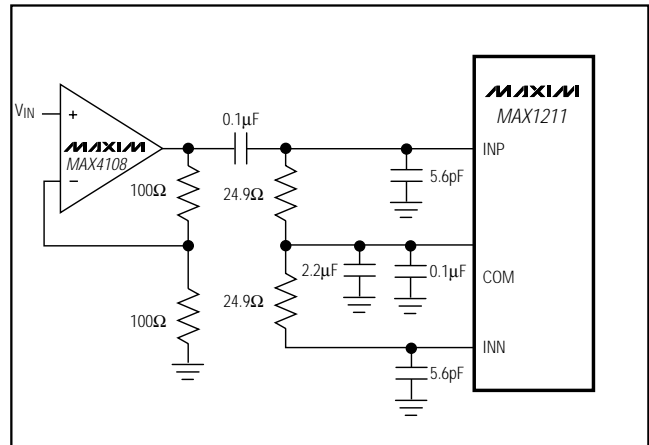 MAXIM
MAX1211
VIN
+
MAXIM
MAX4108
−
0.1μF
INP
5.6pF
100Ω
24.9Ω
2.2μF
0.1μF
COM
100Ω
24.9Ω
INN
5.6pF